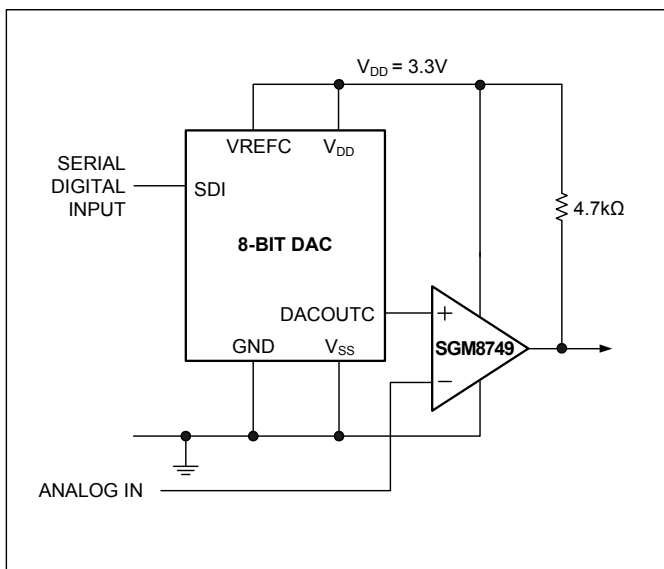 V_DD = 3.3V
VREFC V_DD
SERIAL
DIGITAL
INPUT
SDI
4.7kΩ
8-BIT DAC
DACOUTC
+
SGM8749
−
GND V_SS
ANALOG IN